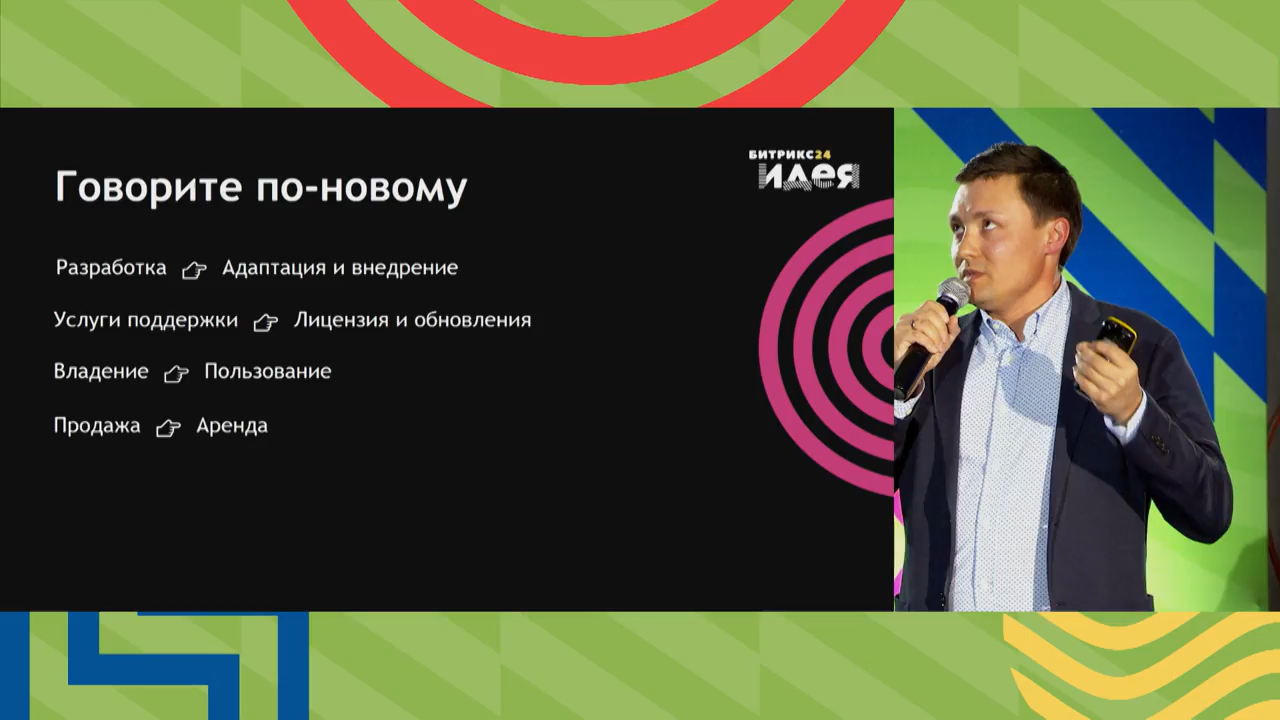 Говорите по-новому
БИТРИКС24
идея
Разработка 👉 Адаптация и внедрение
Услуги поддержки 👉 Лицензия и обновления
Владение 👉 Пользование
Продажа 👉 Аренда